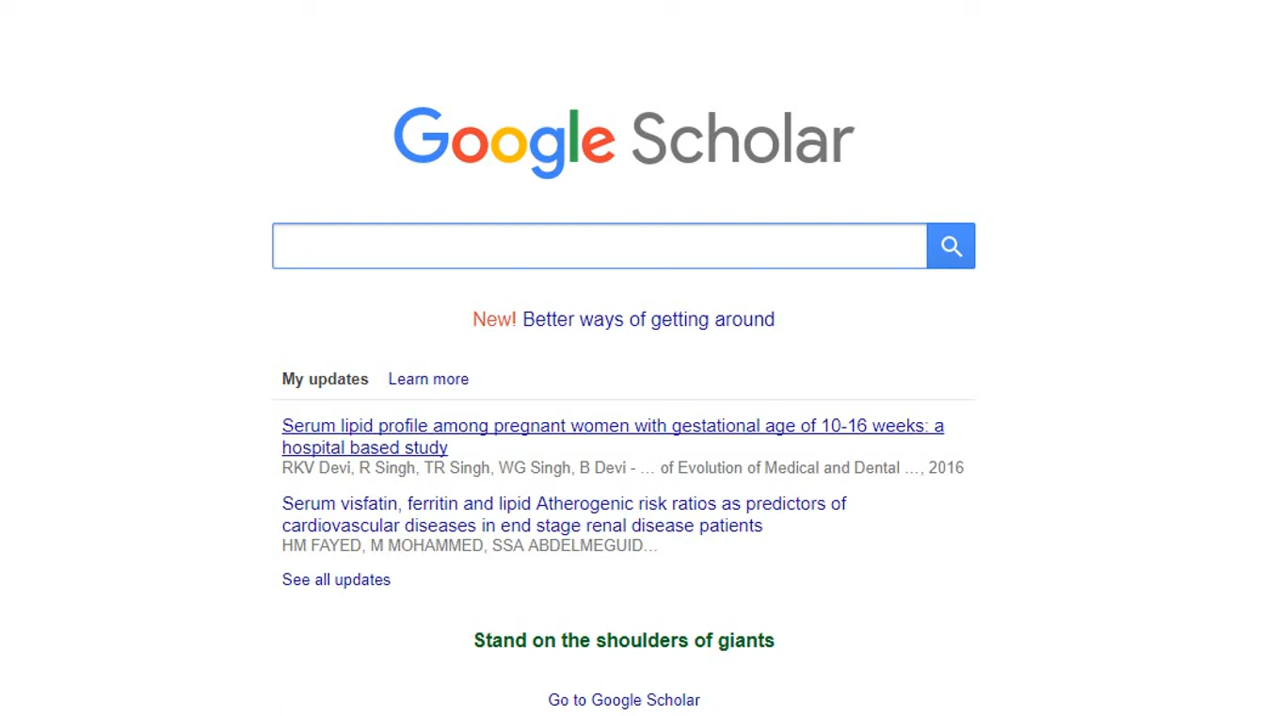 Google Scholar
New! Better ways of getting around
My updates Learn more
Serum lipid profile among pregnant women with gestational age of 10-16 weeks: a
hospital based study
RKV Devi, R Singh, TR Singh, WG Singh, B Devi - … of Evolution of Medical and Dental …, 2016
Serum visfatin, ferritin and lipid Atherogenic risk ratios as predictors of
cardiovascular diseases in end stage renal disease patients
HM FAYED, M MOHAMMED, SSA ABDELMEGUID…
See all updates
Stand on the shoulders of giants
Go to Google Scholar